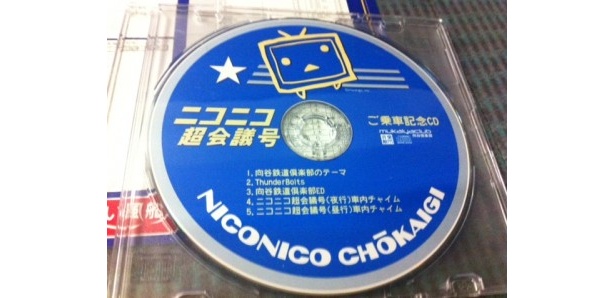 ニコニコ
超会議号
ご乗車記念CD
mukaiyaclub
1.向谷鉄道倶楽部のテーマ
2.ThunderBolts
3.向谷鉄道倶楽部ED
4.ニコニコ超会議号(夜行)車内チャイム
5.ニコニコ超会議号(昼行)車内チャイム
NICONICO CHŌKAIGI